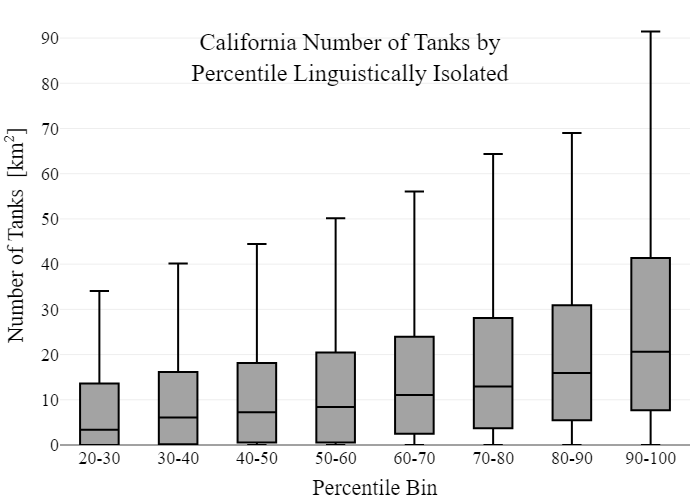 California Number of Tanks by
Percentile Linguistically Isolated
Number of Tanks [km²]
90
80
70
60
50
40
30
20
10
0
20-30 30-40 40-50 50-60 60-70 70-80 80-90 90-100
Percentile Bin